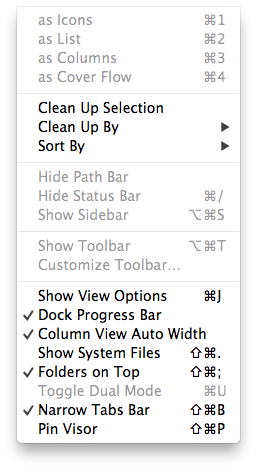 as Icons ⌘1
as List ⌘2
as Columns ⌘3
as Cover Flow ⌘4
Clean Up Selection
Clean Up By ▶
Sort By ▶
Hide Path Bar
Hide Status Bar ⌘/
Show Sidebar ⌥⌘S
Show Toolbar ⌥⌘T
Customize Toolbar…
Show View Options ⌘J
✓ Dock Progress Bar
✓ Column View Auto Width
Show System Files ⇧⌘.
✓ Folders on Top ⇧⌘;
Toggle Dual Mode ⌘U
✓ Narrow Tabs Bar ⇧⌘B
Pin Visor ⇧⌘P